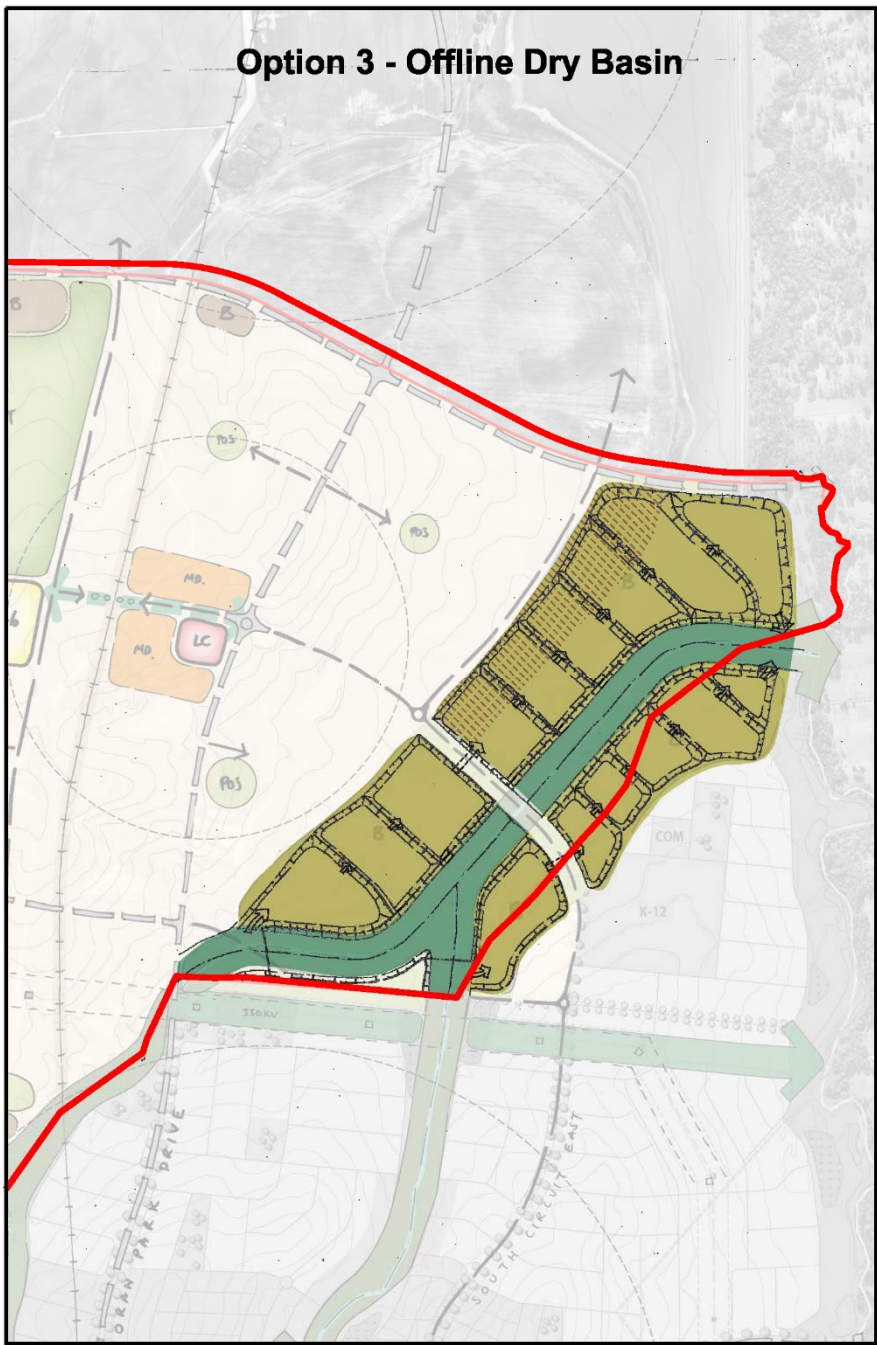 Option 3 - Offline Dry Basin
B
B
POS
POS
MD.
LC
MD.
POS
B
B
COM
K-12
330KV
ORAN PARK DRIVE
SOUTH CIRCUIT EAST